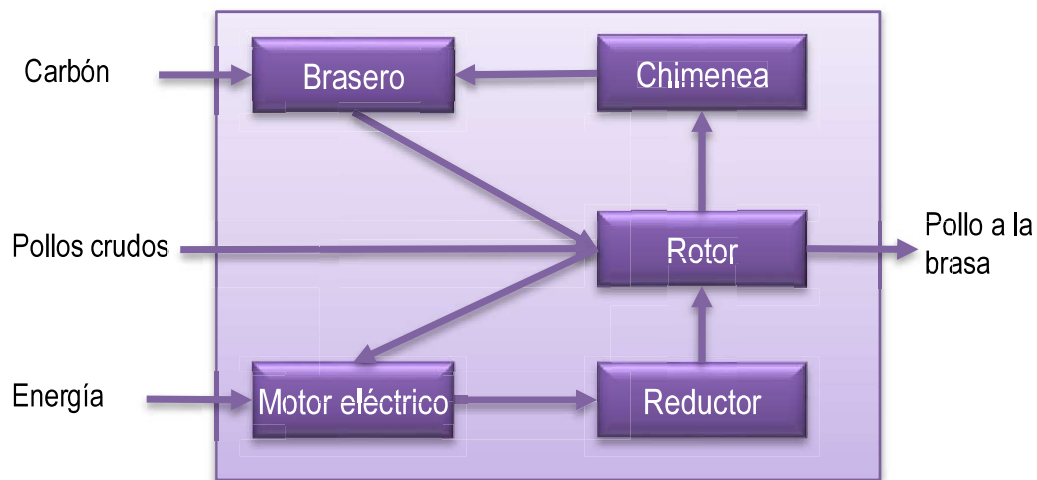 Carbón
Brasero
Chimenea
Pollos crudos
Rotor
Pollo a la
brasa
Energía
Motor eléctrico
Reductor